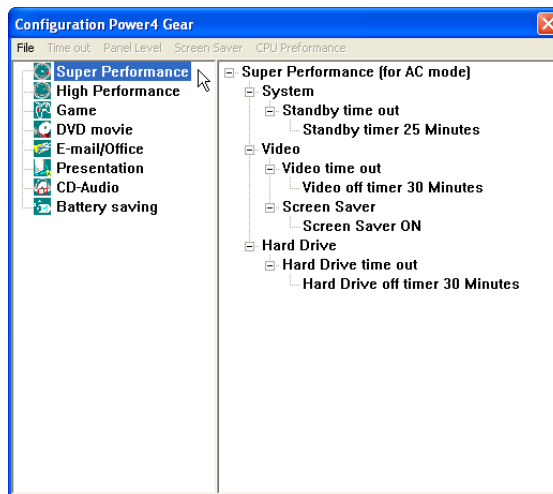 Configuration Power4 Gear
File Time out Panel Level Screen Saver CPU Preformance
Super Performance
High Performance
Game
DVD movie
E-mail/Office
Presentation
CD-Audio
Battery saving
Super Performance (for AC mode)
System
Standby time out
Standby timer 25 Minutes
Video
Video time out
Video off timer 30 Minutes
Screen Saver
Screen Saver ON
Hard Drive
Hard Drive time out
Hard Drive off timer 30 Minutes